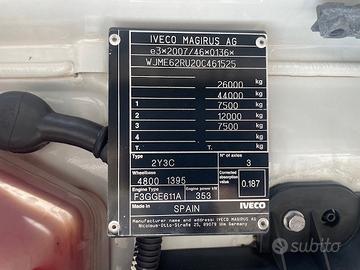 IVECO MAGIRUS AG
e3*2007/46*0136*
WJME62RU20C461525
26000 kg
44000 kg
1 7500 kg
2 12000 kg
3 7500 kg
4 kg
T. T. kg
Type 2Y3C N° of axles 3
Wheelbase 4800 1395 Corrected absorption value 0.187
Engine Type F3GGE611A Engine power kW 353
Made in SPAIN IVECO
Manufacturer name and address: IVECO MAGIRUS AG
Nicolaus-Otto-Straße 25, 89079 Ulm Germany
subito